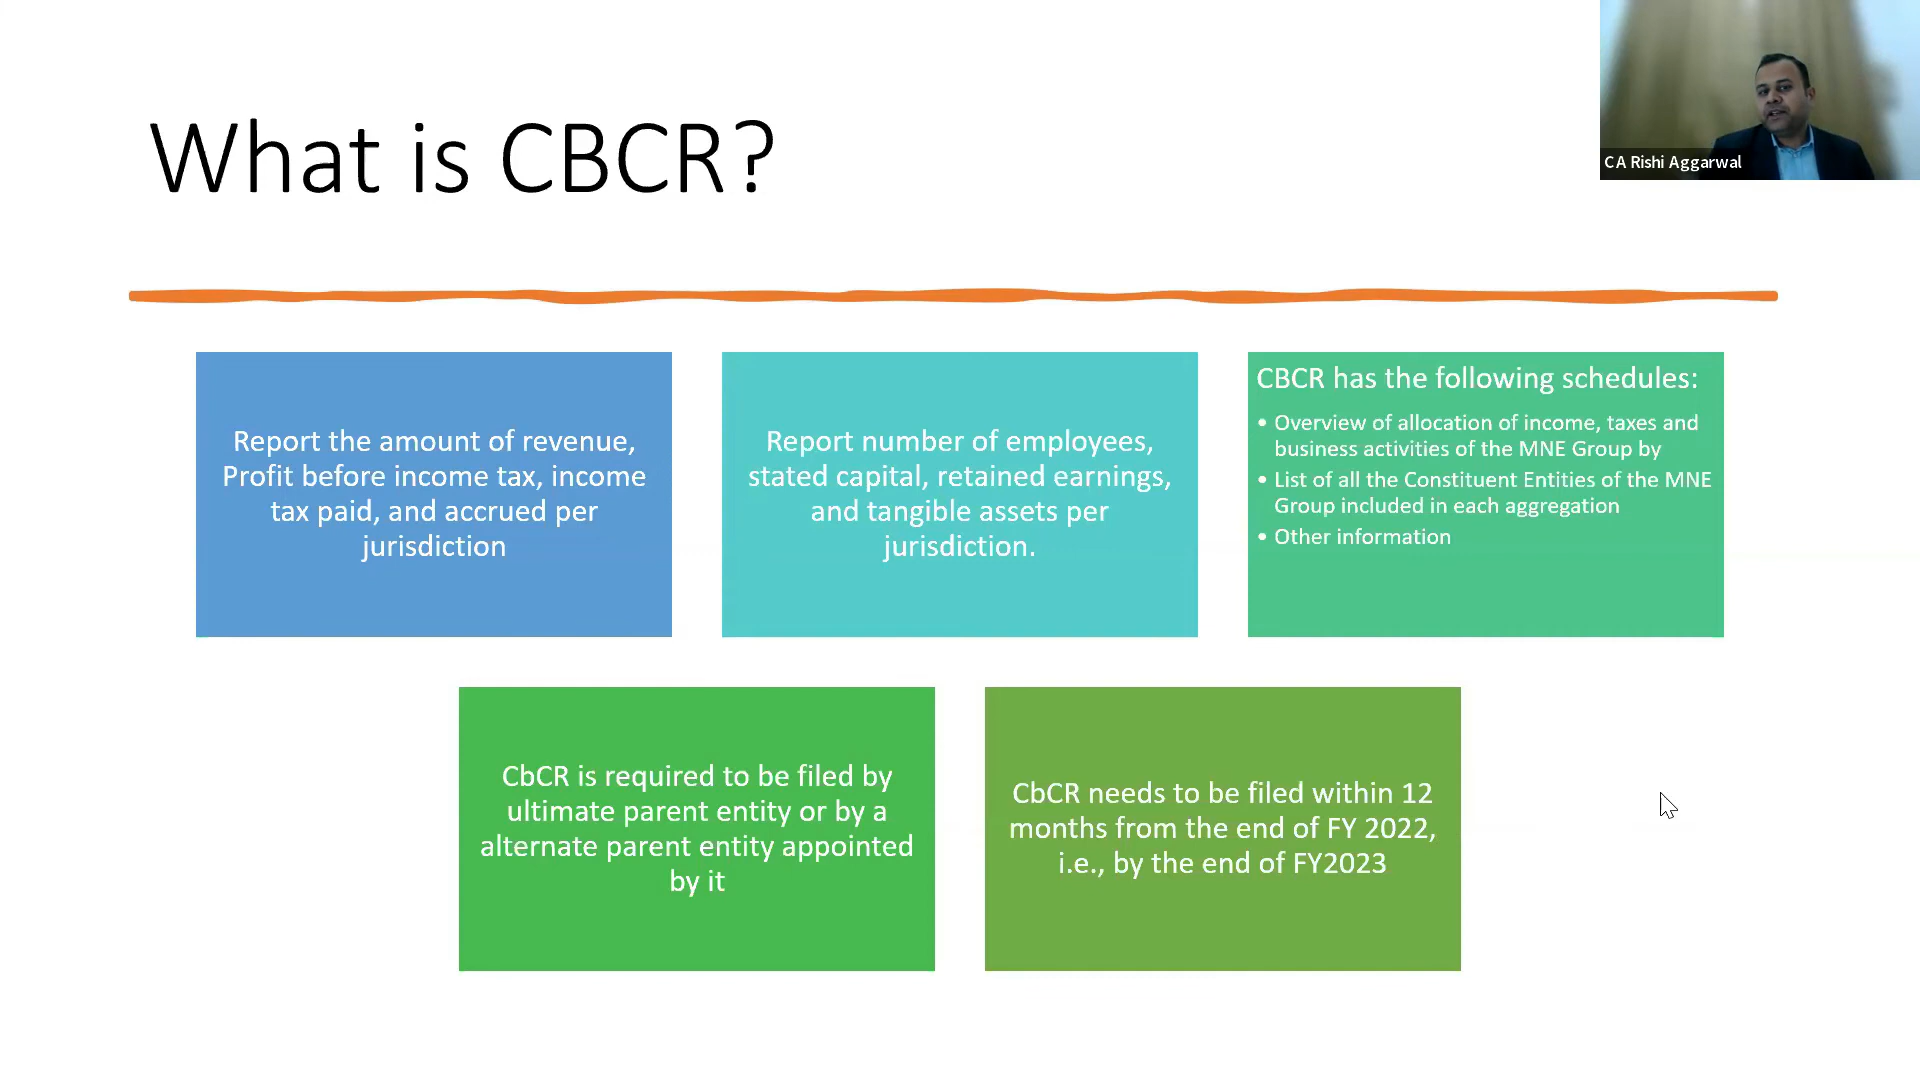 What is CBCR?
CA Rishi Aggarwal
Report the amount of revenue,
Profit before income tax, income
tax paid, and accrued per
jurisdiction
Report number of employees,
stated capital, retained earnings,
and tangible assets per
jurisdiction.
CBCR has the following schedules:
• Overview of allocation of income, taxes and
business activities of the MNE Group by
• List of all the Constituent Entities of the MNE
Group included in each aggregation
• Other information
CbCR is required to be filed by
ultimate parent entity or by a
alternate parent entity appointed
by it
CbCR needs to be filed within 12
months from the end of FY 2022,
i.e., by the end of FY2023